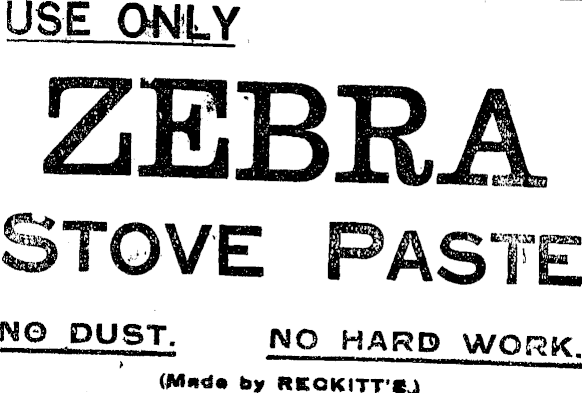 USE ONLY
ZEBRA
STOVE PASTE
NO DUST. NO HARD WORK.
(Made by RECKITT'S.)